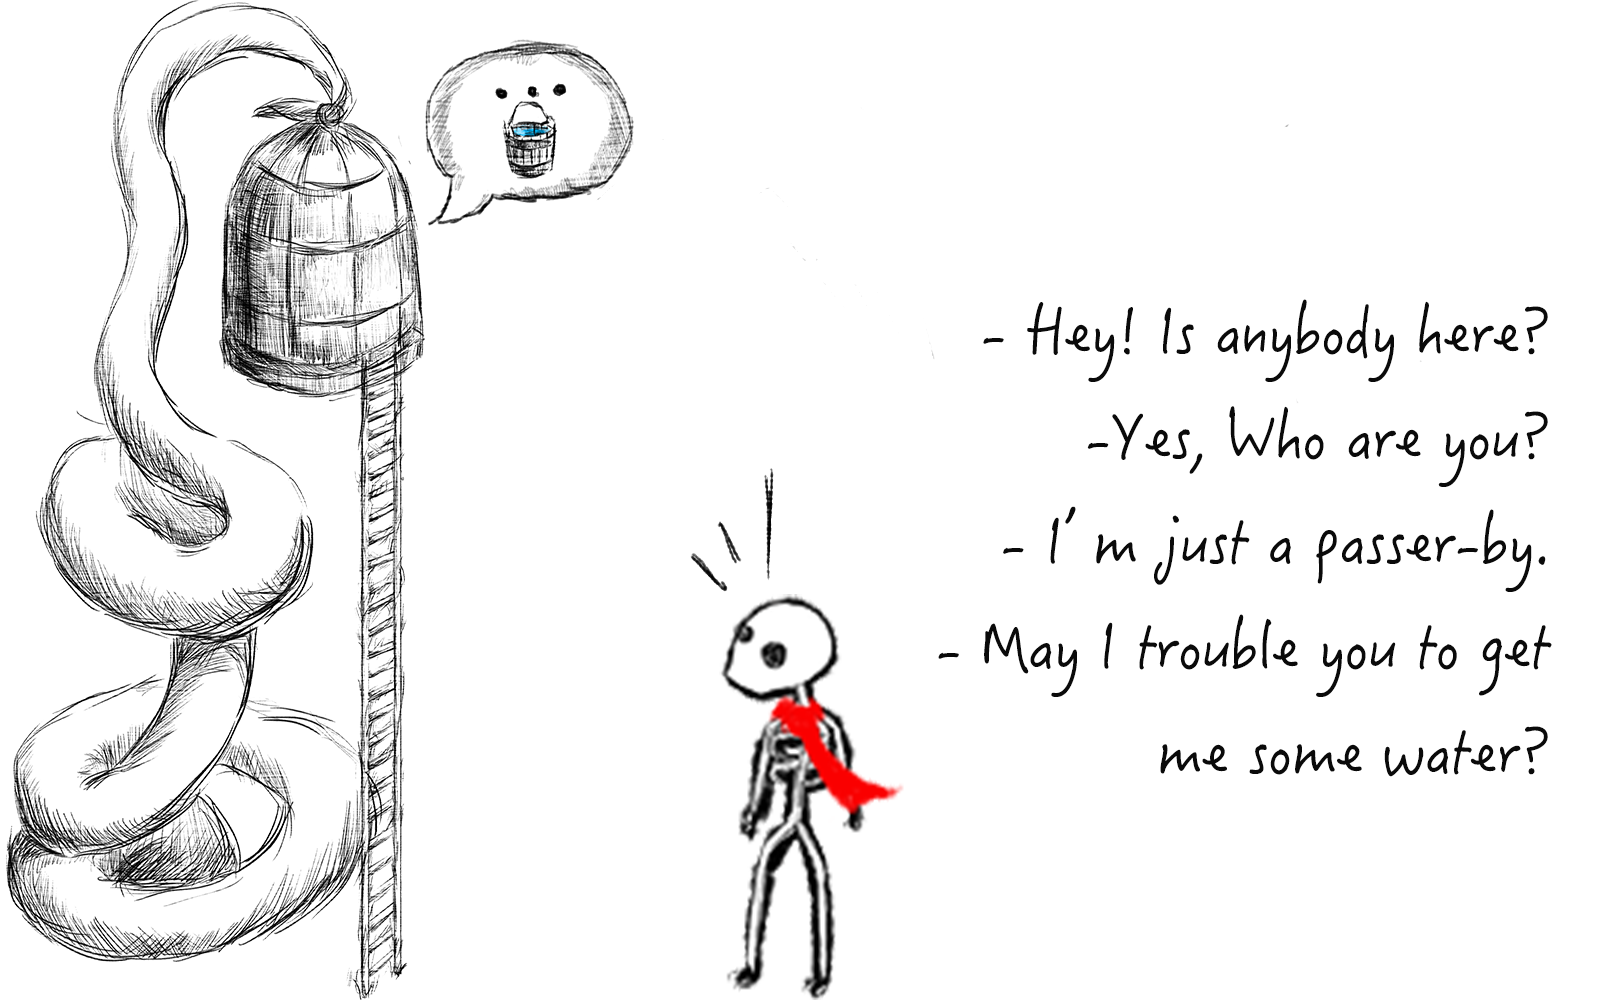 - Hey! Is anybody here?
-Yes, Who are you?
- I' m just a passer-by.
- May I trouble you to get
me some water?